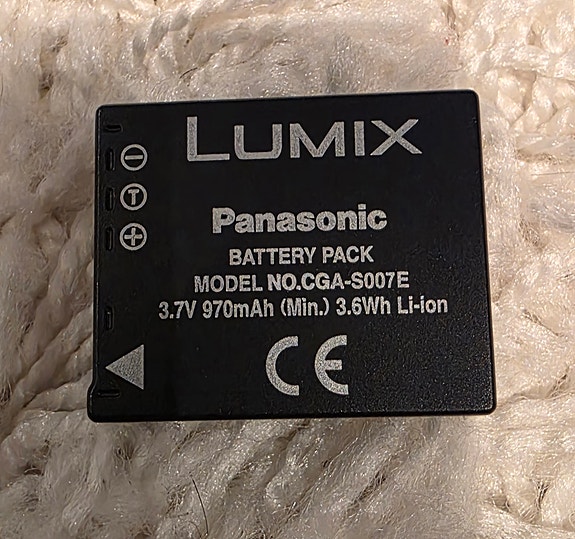 LUMIX
Panasonic
BATTERY PACK
MODEL NO.CGA-S007E
3.7V 970mAh (Min.) 3.6Wh Li-ion
CE
−
T
+